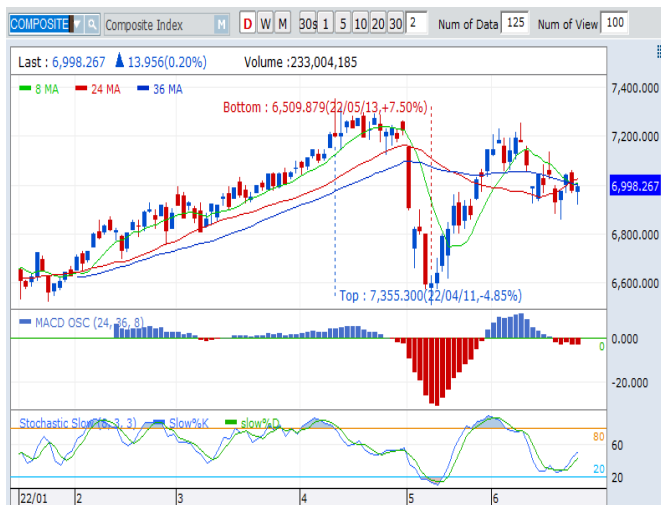 COMPOSITE Composite Index M D W M 30s 1 5 10 20 30 2 Num of Data 125 Num of View 100
Last : 6,998.267 ▲ 13.956(0.20%) Volume :233,004,185
8 MA 24 MA 36 MA
7,400.000
Bottom : 6,509.879(22/05/13,+7.50%)
7,200.000
6,998.267
6,800.000
6,600.000
Top : 7,355.300(22/04/11,-4.85%)
MACD OSC (24, 36, 8)
0.000
0
-20.000
Stochastic Slow(8, 3, 3) Slow%K slow%D
80
60
20
20
22/01 2 3 4 5 6